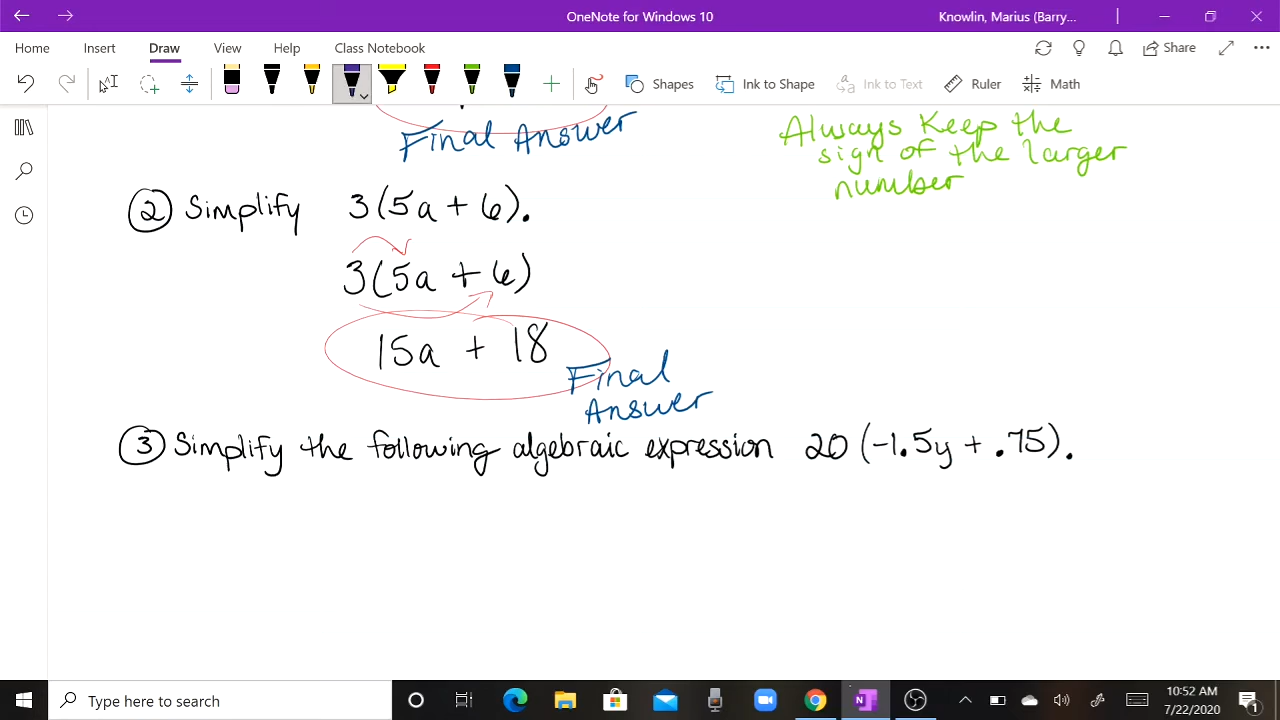 OneNote for Windows 10
Knowlin, Marius (Barry...
Home Insert Draw View Help Class Notebook
Share
Shapes Ink to Shape Ink to Text Ruler Math
Final Answer
Always Keep the
sign of the larger
number
② Simplify 3(5a + 6).
3(5a + 6)
15a + 18
Final
Answer
③ Simplify the following algebraic expression 20(-1.5y + .75).
Type here to search
10:52 AM
7/22/2020
1